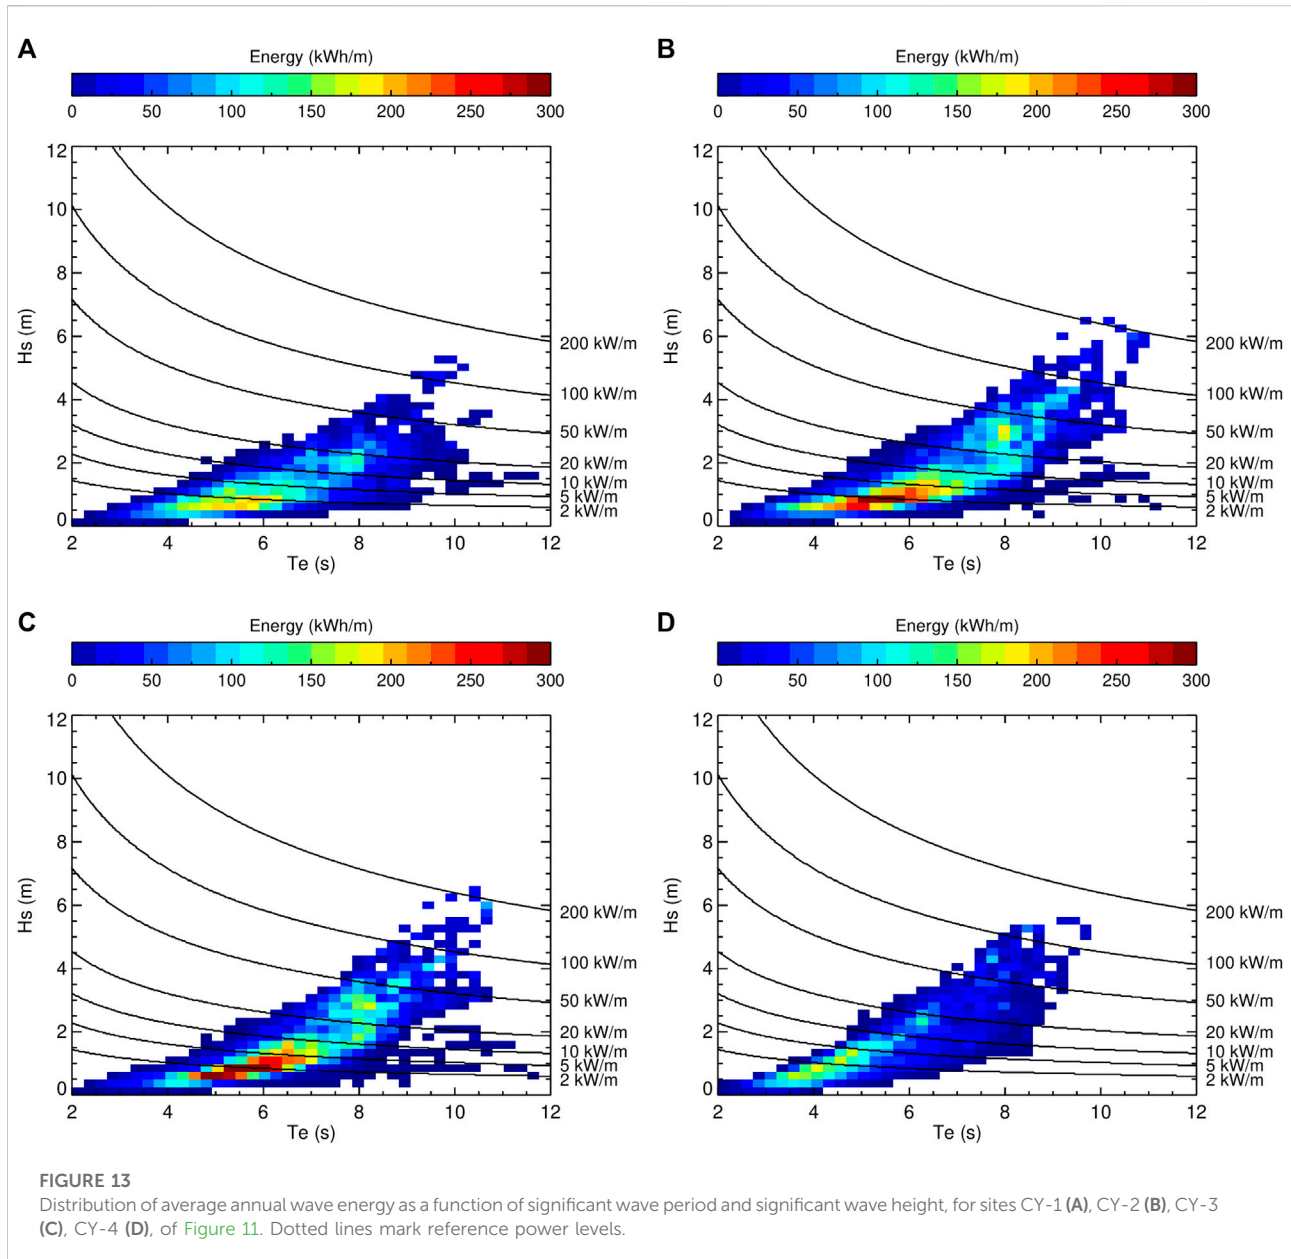 A
Energy (kWh/m)
0 50 100 150 200 250 300
12
10
8
6
4
2
0
Hs (m)
200 kW/m
100 kW/m
50 kW/m
20 kW/m
10 kW/m
5 kW/m
2 kW/m
2 4 6 8 10 12
Te (s)
B
Energy (kWh/m)
0 50 100 150 200 250 300
12
10
8
6
4
2
0
Hs (m)
200 kW/m
100 kW/m
50 kW/m
20 kW/m
10 kW/m
5 kW/m
2 kW/m
2 4 6 8 10 12
Te (s)
C
Energy (kWh/m)
0 50 100 150 200 250 300
12
10
8
6
4
2
0
Hs (m)
200 kW/m
100 kW/m
50 kW/m
20 kW/m
10 kW/m
5 kW/m
2 kW/m
2 4 6 8 10 12
Te (s)
D
Energy (kWh/m)
0 50 100 150 200 250 300
12
10
8
6
4
2
0
Hs (m)
200 kW/m
100 kW/m
50 kW/m
20 kW/m
10 kW/m
5 kW/m
2 kW/m
2 4 6 8 10 12
Te (s)
FIGURE 13
Distribution of average annual wave energy as a function of significant wave period and significant wave height, for sites CY-1 (A), CY-2 (B), CY-3
(C), CY-4 (D), of Figure 11. Dotted lines mark reference power levels.